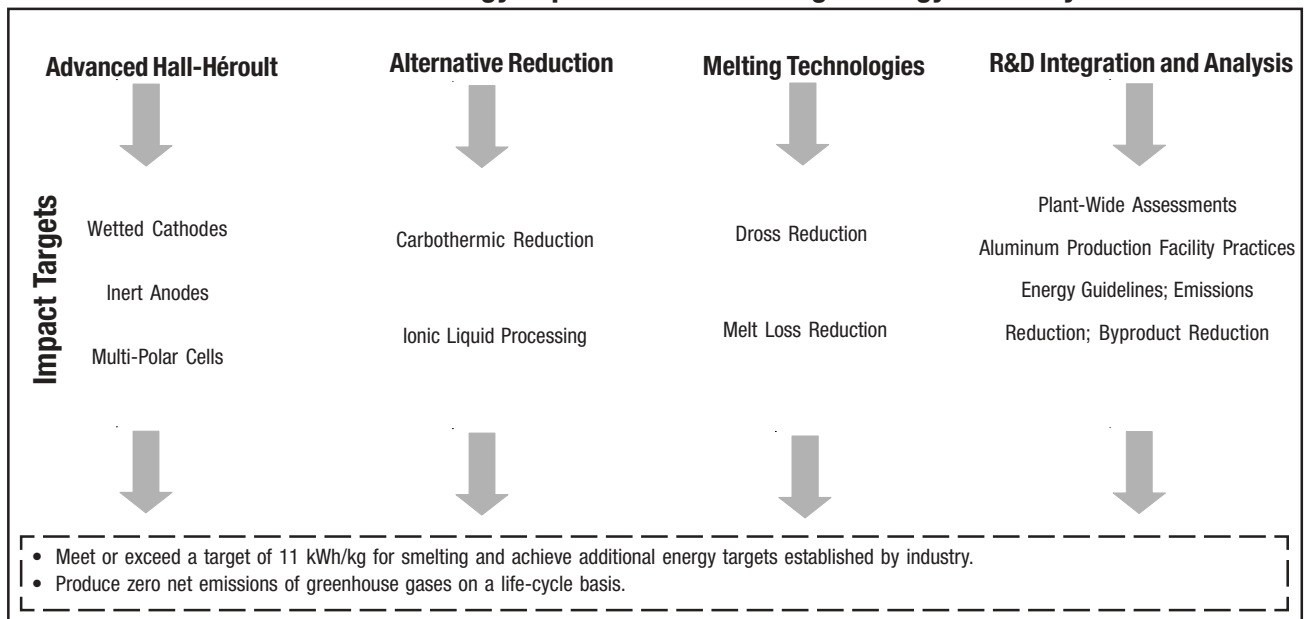 Advanced Hall-Héroult
Alternative Reduction
Melting Technologies
R&D Integration and Analysis
Impact Targets
Wetted Cathodes
Inert Anodes
Multi-Polar Cells
Carbothermic Reduction
Ionic Liquid Processing
Dross Reduction
Melt Loss Reduction
Plant-Wide Assessments
Aluminum Production Facility Practices
Energy Guidelines; Emissions
Reduction; Byproduct Reduction
• Meet or exceed a target of 11 kWh/kg for smelting and achieve additional energy targets established by industry.
• Produce zero net emissions of greenhouse gases on a life-cycle basis.